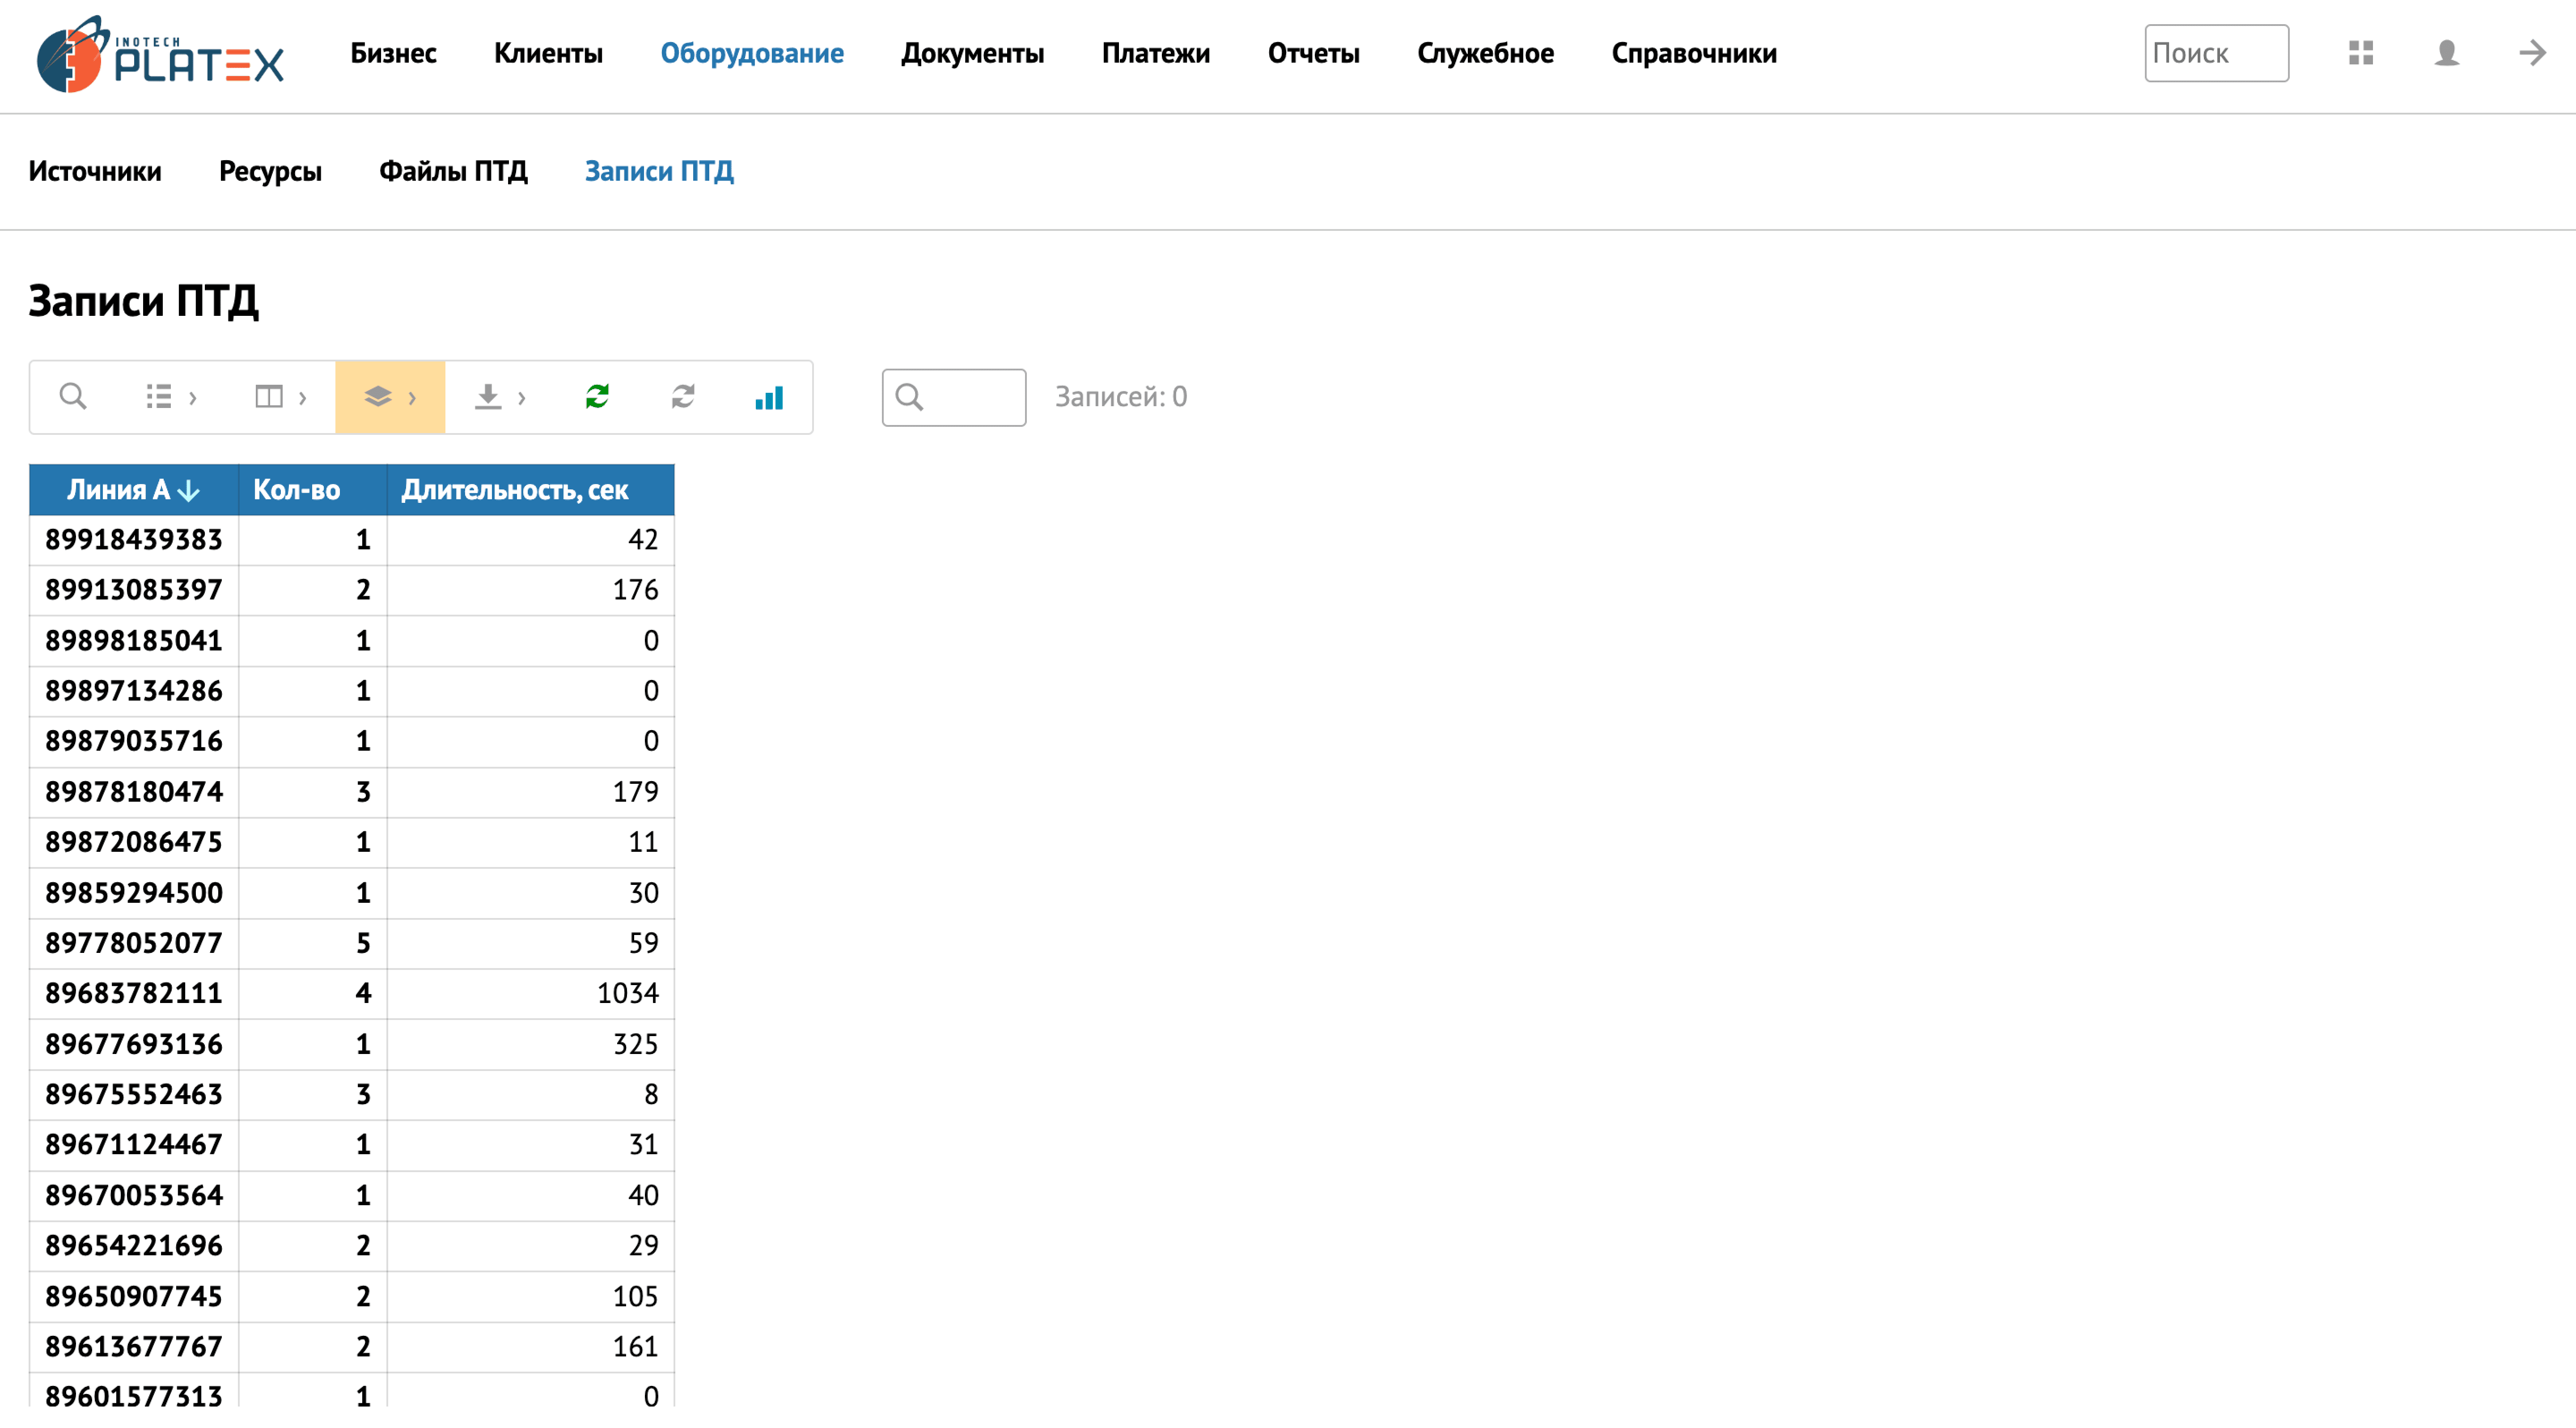 INOTECH
PLATEX
Бизнес Клиенты Оборудование Документы Платежи Отчеты Служебное Справочники Поиск
Источники Ресурсы Файлы ПТД Записи ПТД
Записи ПТД
Записей: 0
Линия А Кол-во Длительность, сек
89918439383 1 42
89913085397 2 176
89898185041 1 0
89897134286 1 0
89879035716 1 0
89878180474 3 179
89872086475 1 11
89859294500 1 30
89778052077 5 59
89683782111 4 1034
89677693136 1 325
89675552463 3 8
89671124467 1 31
89670053564 1 40
89654221696 2 29
89650907745 2 105
89613677767 2 161
89601577313 1 0